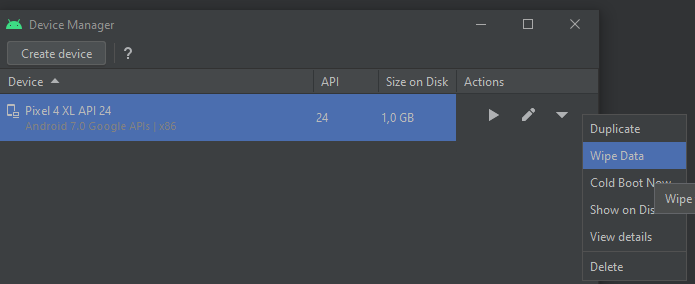 Device Manager
Create device
?
Device API Size on Disk Actions
Pixel 4 XL API 24
Android 7.0 Google APIs | x86
24 1,0 GB
Duplicate
Wipe Data
Cold Boot Now
Wipe
Show on Dis
View details
Delete